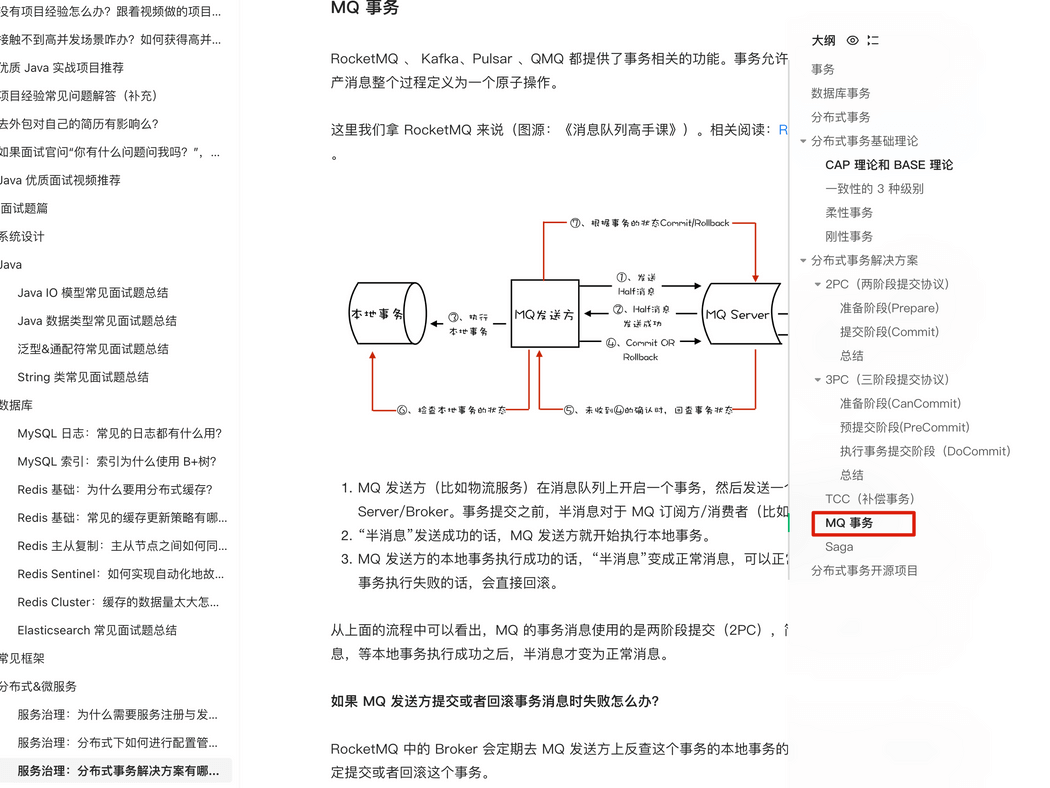 没有项目经验怎么办？跟着视频做的项目...
接触不到高并发场景咋办？如何获得高并...
优质 Java 实战项目推荐
项目经验常见问题解答（补充）
去外包对自己的简历有影响么？
如果面试官问“你有什么问题问我吗？”，...
Java 优质面试视频推荐
面试题篇
系统设计
Java
Java IO 模型常见面试题总结
Java 数据类型常见面试题总结
泛型&通配符常见面试题总结
String 类常见面试题总结
数据库
MySQL 日志：常见的日志都有什么用？
MySQL 索引：索引为什么使用 B+树？
Redis 基础：为什么要用分布式缓存？
Redis 基础：常见的缓存更新策略有哪...
Redis 主从复制：主从节点之间如何同...
Redis Sentinel：如何实现自动化地故...
Redis Cluster：缓存的数据量太大怎...
Elasticsearch 常见面试题总结
常见框架
分布式&微服务
服务治理：为什么需要服务注册与发...
服务治理：分布式下如何进行配置管...
服务治理：分布式事务解决方案有哪...
MQ 事务
RocketMQ 、 Kafka、Pulsar 、QMQ 都提供了事务相关的功能。事务允许
产消息整个过程定义为一个原子操作。
这里我们拿 RocketMQ 来说（图源：《消息队列高手课》）。相关阅读：R
。
⑦、根据事务的状态Commit/Rollback
①、发送
Half消息
②、Half消息
发送成功
③、执行
本地事务
④、Commit OR
Rollback
本地事务
MQ发送方
MQ Server
⑥、检查本地事务的状态
⑤、未收到④的确认时，回查事务状态
1. MQ 发送方（比如物流服务）在消息队列上开启一个事务，然后发送一个
Server/Broker。事务提交之前，半消息对于 MQ 订阅方/消费者（比如
2. “半消息”发送成功的话，MQ 发送方就开始执行本地事务。
3. MQ 发送方的本地事务执行成功的话，“半消息”变成正常消息，可以正常
事务执行失败的话，会直接回滚。
从上面的流程中可以看出，MQ 的事务消息使用的是两阶段提交（2PC），简
息，等本地事务执行成功之后，半消息才变为正常消息。
如果 MQ 发送方提交或者回滚事务消息时失败怎么办？
RocketMQ 中的 Broker 会定期去 MQ 发送方上反查这个事务的本地事务的
定提交或者回滚这个事务。
大纲
事务
数据库事务
分布式事务
分布式事务基础理论
CAP 理论和 BASE 理论
一致性的 3 种级别
柔性事务
刚性事务
分布式事务解决方案
2PC（两阶段提交协议）
准备阶段(Prepare)
提交阶段(Commit)
总结
3PC（三阶段提交协议）
准备阶段(CanCommit)
预提交阶段(PreCommit)
执行事务提交阶段（DoCommit)
总结
TCC（补偿事务）
MQ 事务
Saga
分布式事务开源项目